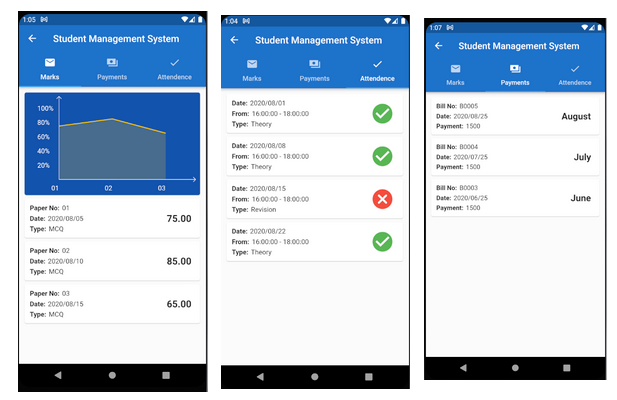 1:05
Student Management System
Marks Payments Attendence
100%
80%
60%
40%
20%
01 02 03
Paper No: 01
Date: 2020/08/05
Type: MCQ
75.00
Paper No: 02
Date: 2020/08/10
Type: MCQ
85.00
Paper No: 03
Date: 2020/08/15
Type: MCQ
65.00
1:04
Student Management System
Marks Payments Attendence
Date: 2020/08/01
From: 16:00:00 - 18:00:00
Type: Theory
Date: 2020/08/08
From: 16:00:00 - 18:00:00
Type: Theory
Date: 2020/08/15
From: 16:00:00 - 18:00:00
Type: Revision
Date: 2020/08/22
From: 16:00:00 - 18:00:00
Type: Theory
1:07
Student Management System
Marks Payments Attendence
Bill No: B0005
Date: 2020/08/25
Payment: 1500
August
Bill No: B0004
Date: 2020/07/25
Payment: 1500
July
Bill No: B0003
Date: 2020/06/25
Payment: 1500
June